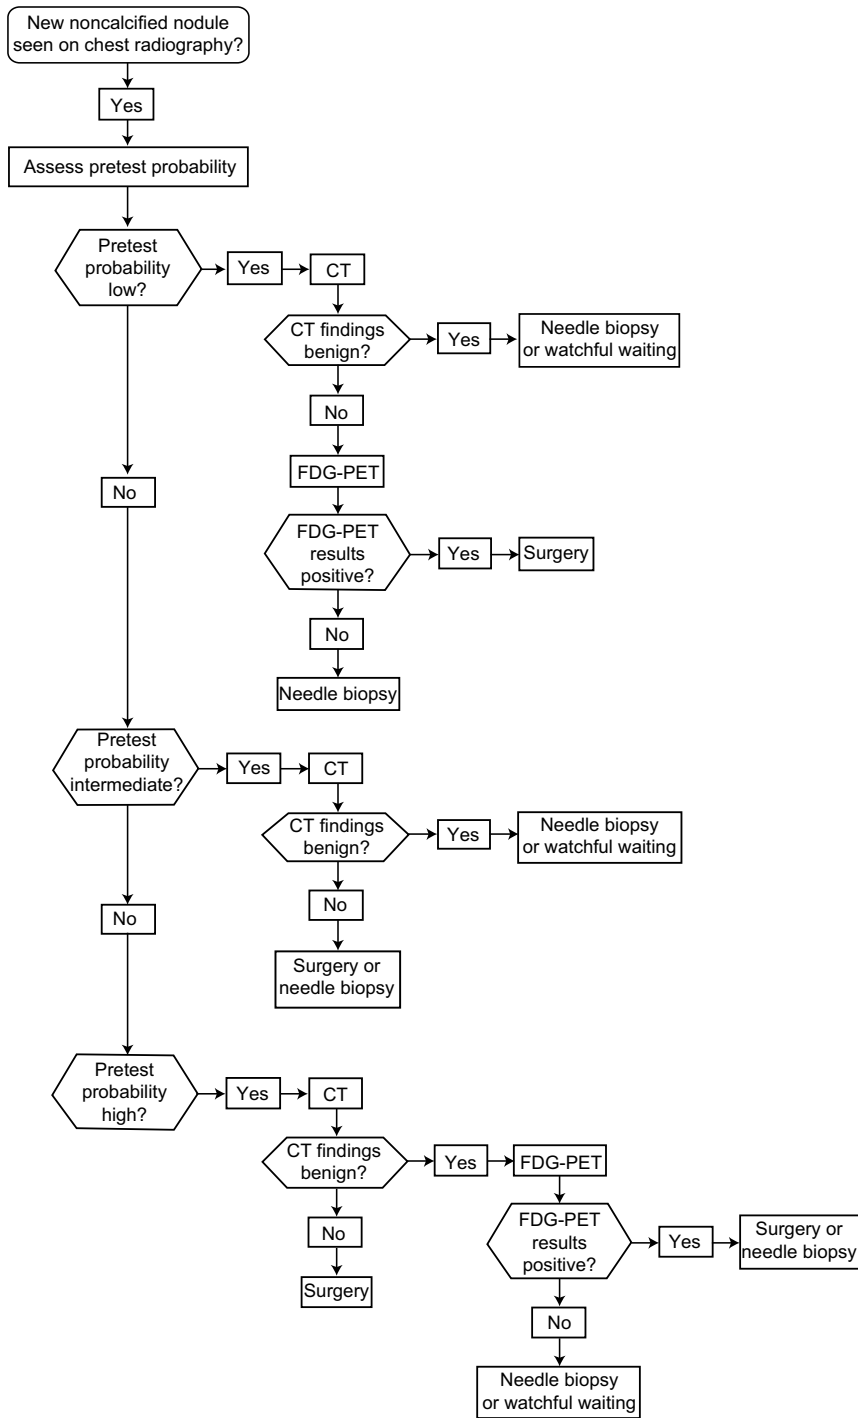 New noncalcified nodule
seen on chest radiography?
Yes
Assess pretest probability
Pretest
probability
low?
Yes
CT
CT findings
benign?
Yes
Needle biopsy
or watchful waiting
No
FDG-PET
No
FDG-PET
results
positive?
Yes
Surgery
No
Needle biopsy
Pretest
probability
intermediate?
Yes
CT
CT findings
benign?
Yes
Needle biopsy
or watchful waiting
No
No
Surgery or
needle biopsy
Pretest
probability
high?
Yes
CT
CT findings
benign?
Yes
FDG-PET
No
Surgery
FDG-PET
results
positive?
Yes
Surgery or
needle biopsy
No
Needle biopsy
or watchful waiting